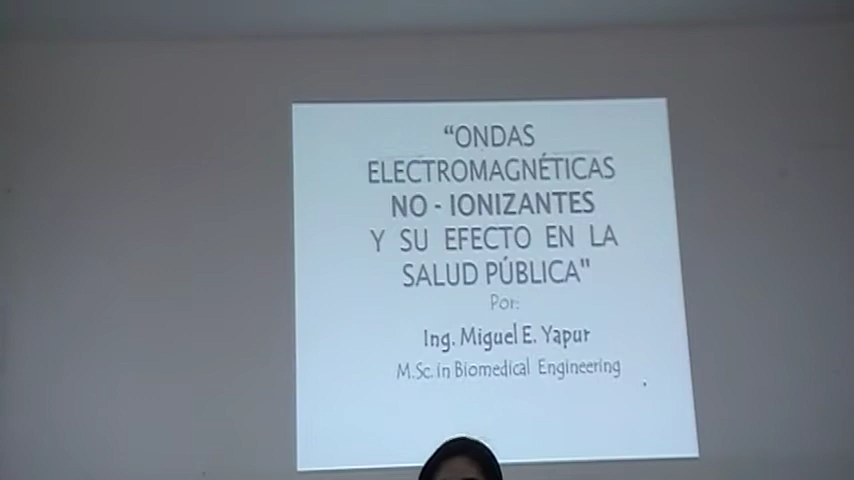 “ONDAS
ELECTROMAGNÉTICAS
NO - IONIZANTES
Y SU EFECTO EN LA
SALUD PÚBLICA"
Por:
Ing. Miguel E. Yapur
M.Sc. in Biomedical Engineering